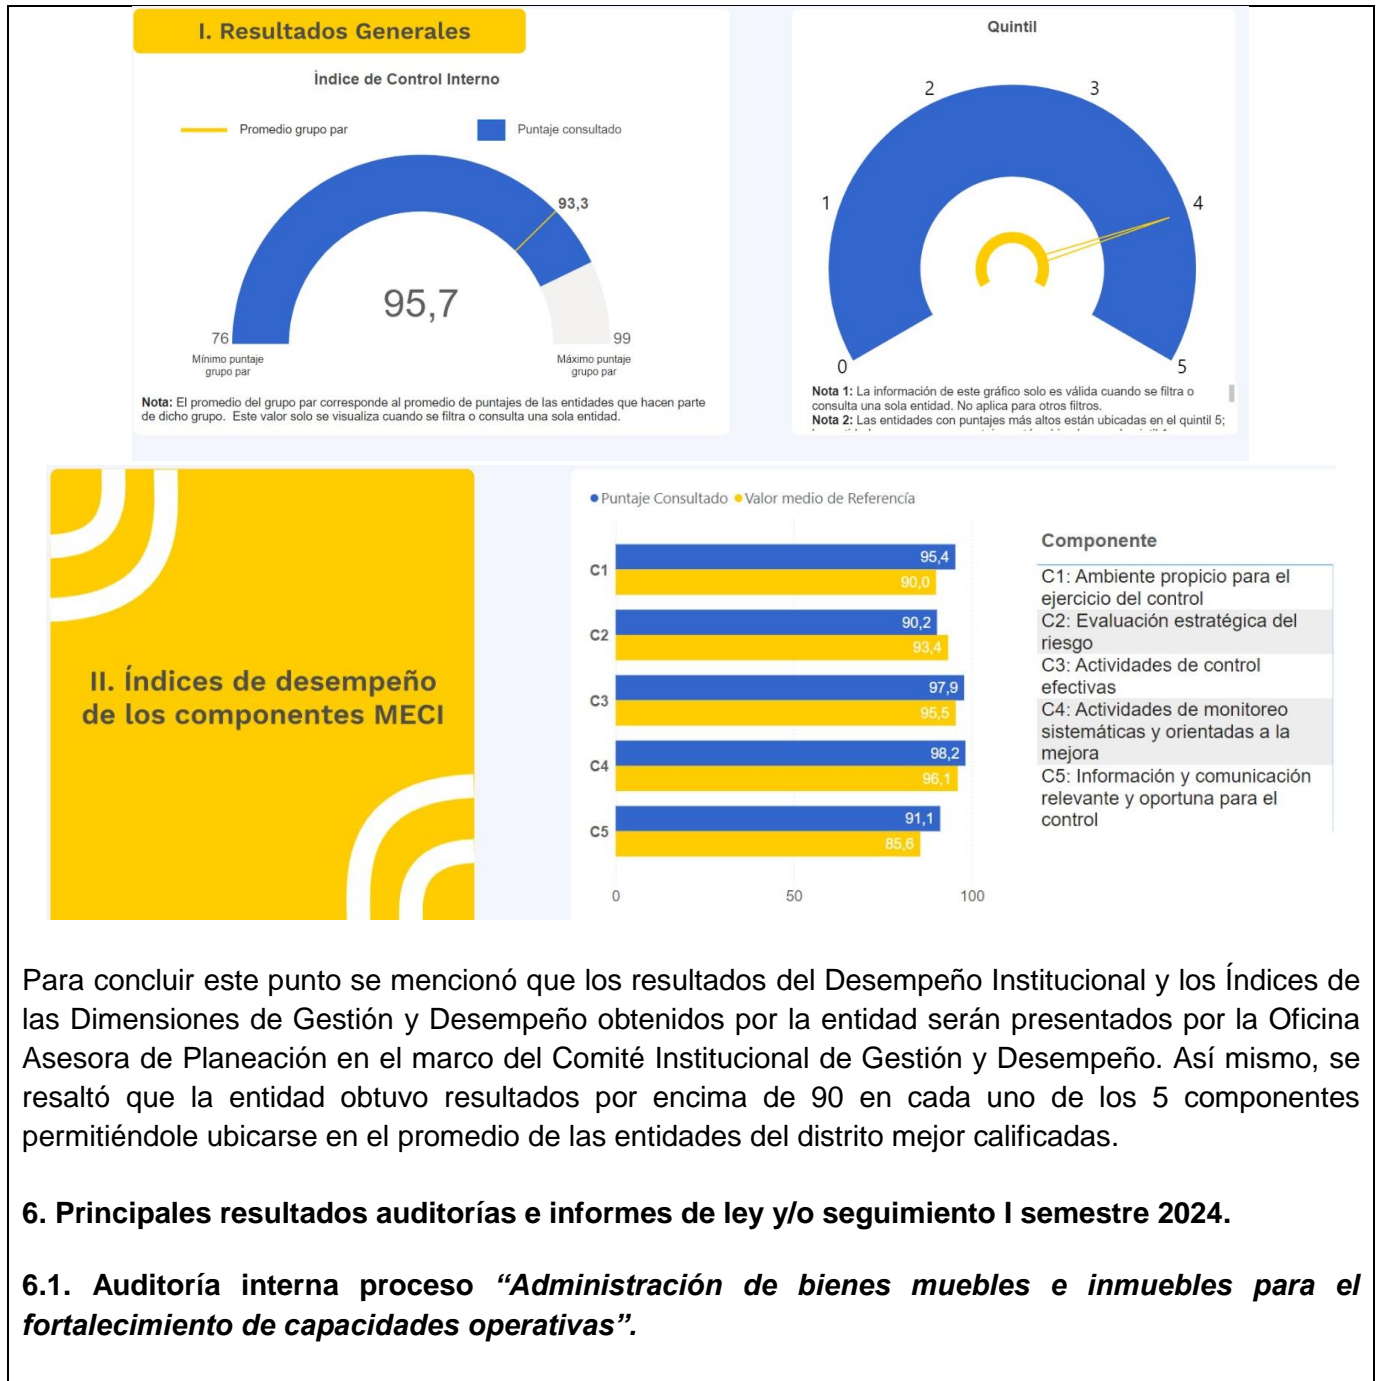 I. Resultados Generales
Índice de Control Interno
Promedio grupo par
Puntaje consultado
93,3
95,7
76
99
Mínimo puntaje
grupo par
Máximo puntaje
grupo par
Nota: El promedio del grupo par corresponde al promedio de puntajes de las entidades que hacen parte
de dicho grupo. Este valor solo se visualiza cuando se filtra o consulta una sola entidad.
Quintil
2
3
1
4
0
5
Nota 1: La información de este gráfico solo es válida cuando se filtra o
consulta una sola entidad. No aplica para otros filtros.
Nota 2: Las entidades con puntajes más altos están ubicadas en el quintil 5;
II. Índices de desempeño
de los componentes MECI
Puntaje Consultado
Valor medio de Referencía
C1
95,4
90,0
C2
90,2
93,4
C3
97,9
95,5
C4
98,2
96,1
C5
91,1
85,6
0
50
100
Componente
C1: Ambiente propicio para el
ejercicio del control
C2: Evaluación estratégica del
riesgo
C3: Actividades de control
efectivas
C4: Actividades de monitoreo
sistemáticas y orientadas a la
mejora
C5: Información y comunicación
relevante y oportuna para el
control
Para concluir este punto se mencionó que los resultados del Desempeño Institucional y los Índices de
las Dimensiones de Gestión y Desempeño obtenidos por la entidad serán presentados por la Oficina
Asesora de Planeación en el marco del Comité Institucional de Gestión y Desempeño. Así mismo, se
resaltó que la entidad obtuvo resultados por encima de 90 en cada uno de los 5 componentes
permitiéndole ubicarse en el promedio de las entidades del distrito mejor calificadas.
6. Principales resultados auditorías e informes de ley y/o seguimiento I semestre 2024.
6.1. Auditoría interna proceso “Administración de bienes muebles e inmuebles para el
fortalecimiento de capacidades operativas”.